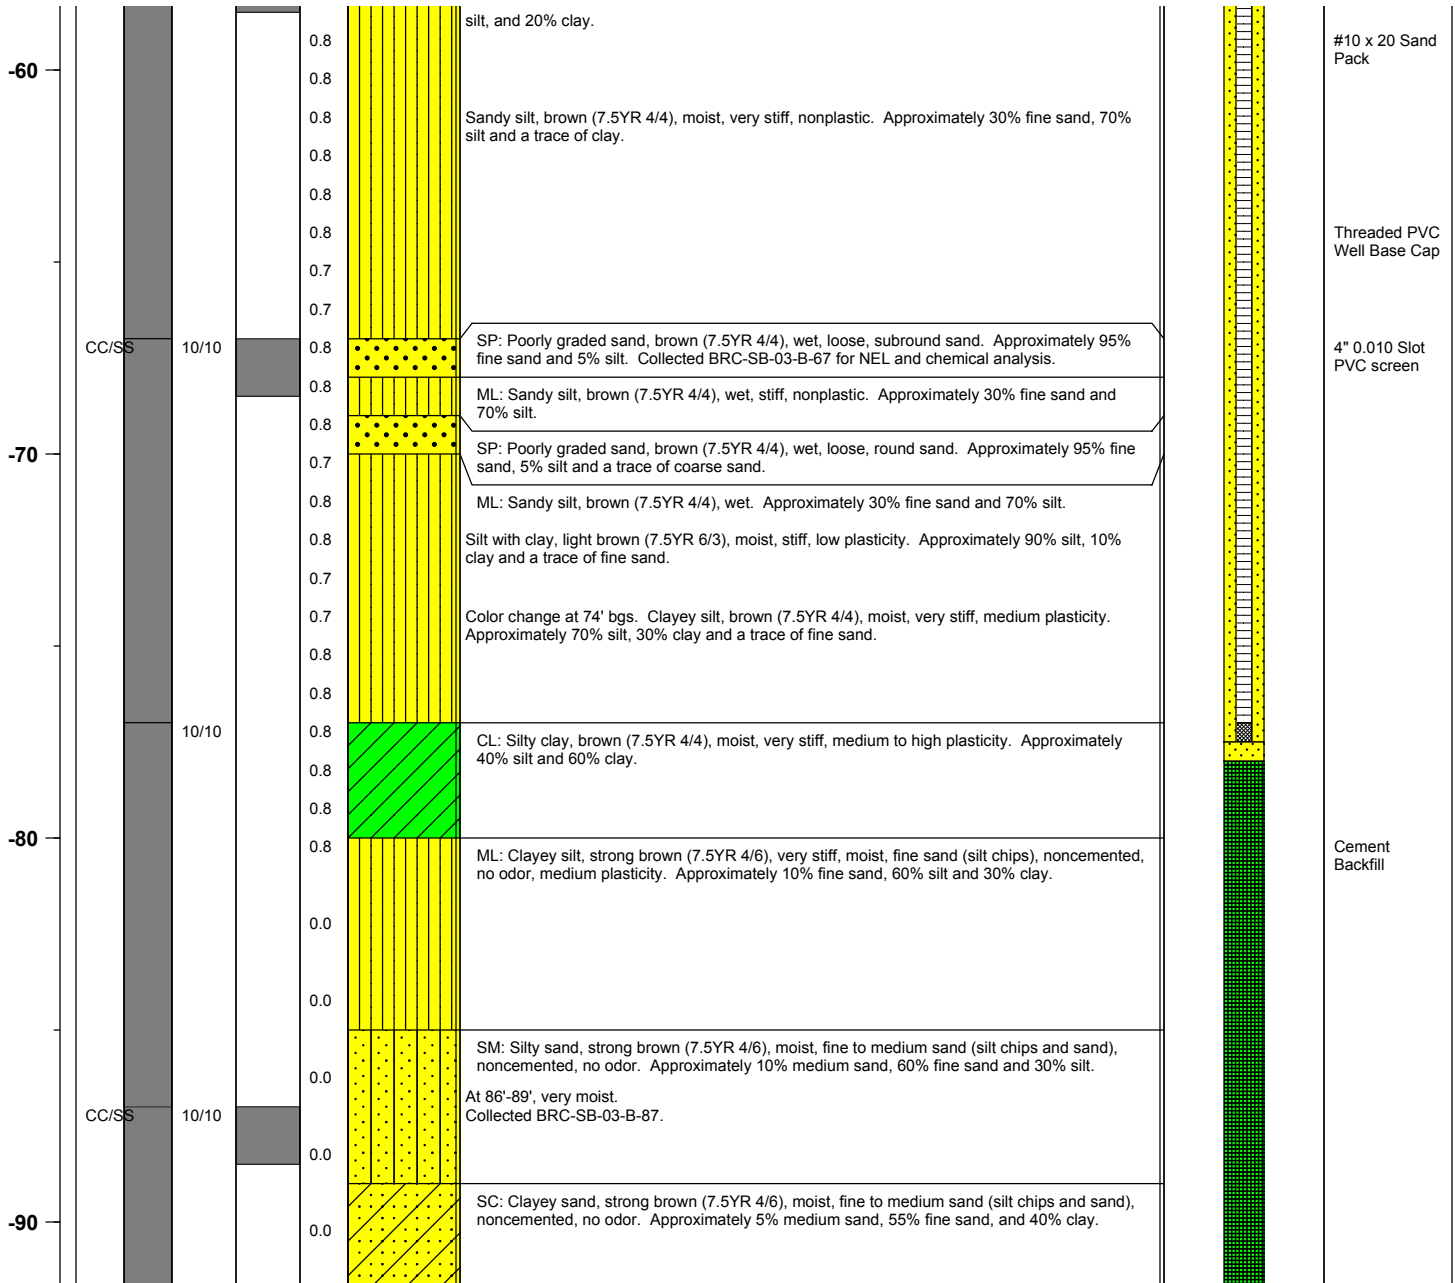 silt, and 20% clay.
0.8
#10 x 20 Sand
Pack
-60
0.8
0.8
Sandy silt, brown (7.5YR 4/4), moist, very stiff, nonplastic. Approximately 30% fine sand, 70%
silt and a trace of clay.
0.8
0.8
0.8
Threaded PVC
Well Base Cap
0.7
0.7
CC/SS
10/10
0.8
SP: Poorly graded sand, brown (7.5YR 4/4), wet, loose, subround sand. Approximately 95%
fine sand and 5% silt. Collected BRC-SB-03-B-67 for NEL and chemical analysis.
4" 0.010 Slot
PVC screen
0.8
ML: Sandy silt, brown (7.5YR 4/4), wet, stiff, nonplastic. Approximately 30% fine sand and
70% silt.
0.8
SP: Poorly graded sand, brown (7.5YR 4/4), wet, loose, round sand. Approximately 95% fine
sand, 5% silt and a trace of coarse sand.
-70
0.7
0.8
ML: Sandy silt, brown (7.5YR 4/4), wet. Approximately 30% fine sand and 70% silt.
0.8
Silt with clay, light brown (7.5YR 6/3), moist, stiff, low plasticity. Approximately 90% silt, 10%
clay and a trace of fine sand.
0.7
0.7
Color change at 74' bgs. Clayey silt, brown (7.5YR 4/4), moist, very stiff, medium plasticity.
Approximately 70% silt, 30% clay and a trace of fine sand.
0.8
0.8
10/10
0.8
CL: Silty clay, brown (7.5YR 4/4), moist, very stiff, medium to high plasticity. Approximately
40% silt and 60% clay.
0.8
0.8
-80
0.8
ML: Clayey silt, strong brown (7.5YR 4/6), very stiff, moist, fine sand (silt chips), noncemented,
no odor, medium plasticity. Approximately 10% fine sand, 60% silt and 30% clay.
Cement
Backfill
0.0
0.0
SM: Silty sand, strong brown (7.5YR 4/6), moist, fine to medium sand (silt chips and sand),
noncemented, no odor. Approximately 10% medium sand, 60% fine sand and 30% silt.
0.0
At 86'-89', very moist.
Collected BRC-SB-03-B-87.
CC/SS
10/10
0.0
SC: Clayey sand, strong brown (7.5YR 4/6), moist, fine to medium sand (silt chips and sand),
noncemented, no odor. Approximately 5% medium sand, 55% fine sand, and 40% clay.
-90
0.0